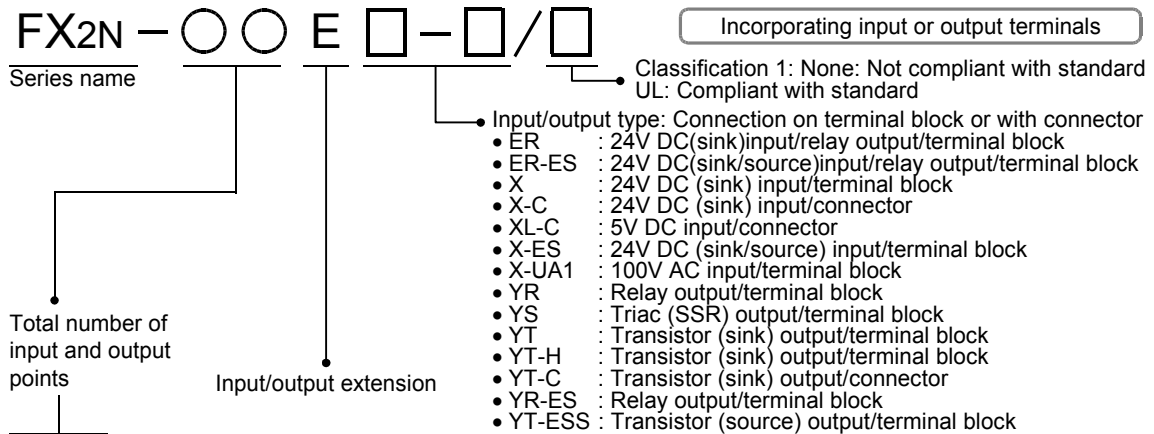 FX2N – ○○ E □ – □ / □
Incorporating input or output terminals
Series name
Classification 1: None: Not compliant with standard
UL: Compliant with standard
Input/output type: Connection on terminal block or with connector
• ER : 24V DC(sink)input/relay output/terminal block
• ER-ES : 24V DC(sink/source)input/relay output/terminal block
• X : 24V DC (sink) input/terminal block
• X-C : 24V DC (sink) input/connector
• XL-C : 5V DC input/connector
• X-ES : 24V DC (sink/source) input/terminal block
• X-UA1 : 100V AC input/terminal block
• YR : Relay output/terminal block
• YS : Triac (SSR) output/terminal block
• YT : Transistor (sink) output/terminal block
• YT-H : Transistor (sink) output/terminal block
• YT-C : Transistor (sink) output/connector
• YR-ES : Relay output/terminal block
• YT-ESS : Transistor (source) output/terminal block
Total number of
input and output
points
Input/output extension